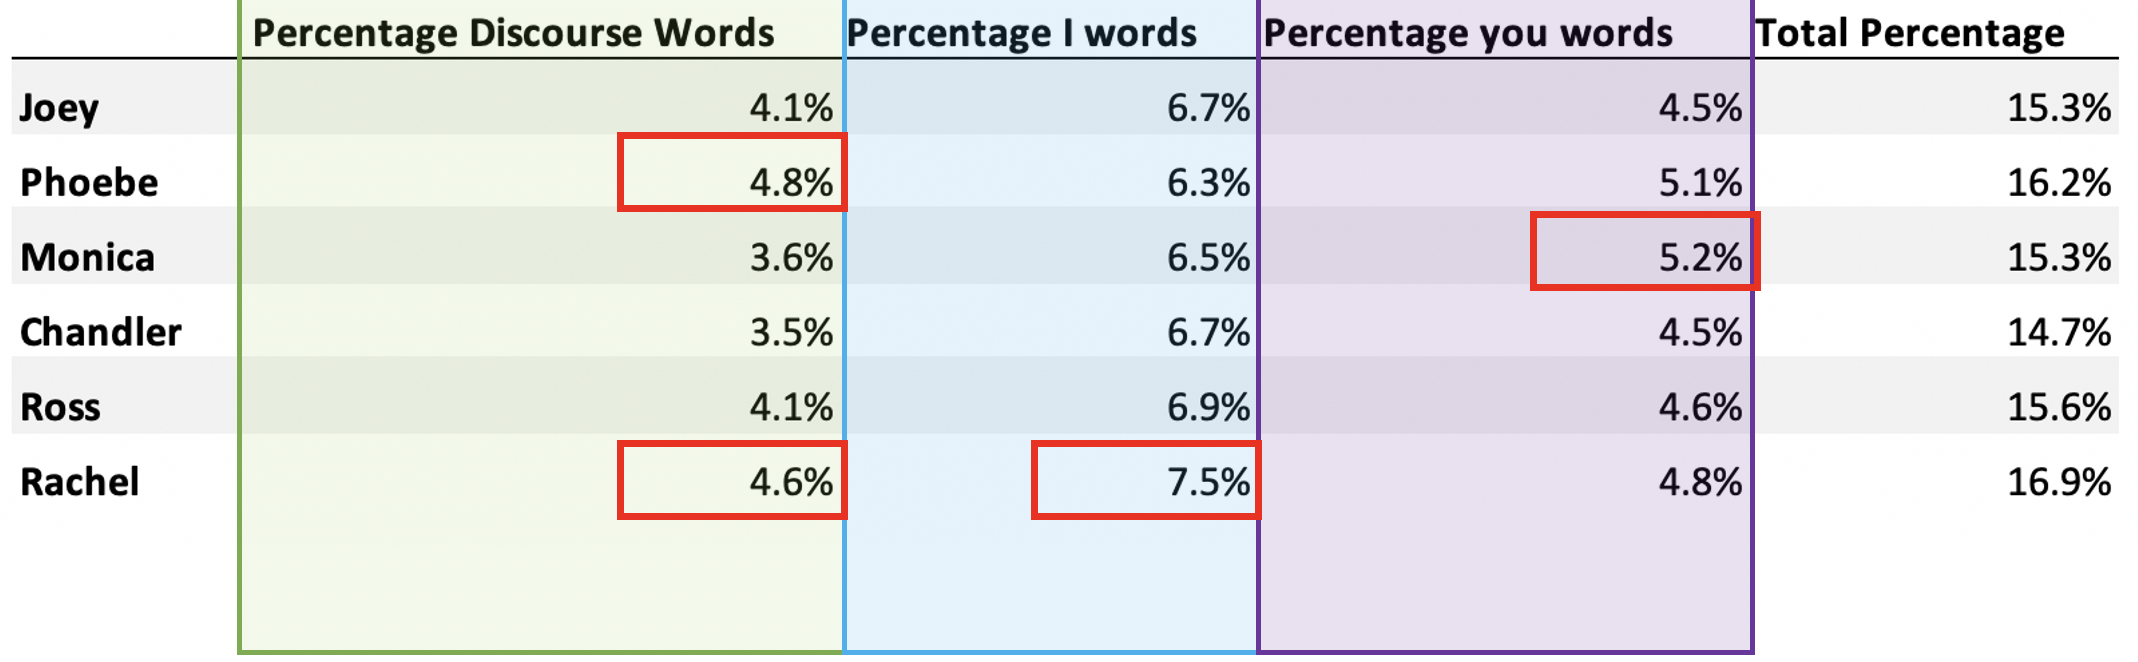 Percentage Discourse Words Percentage I words Percentage you words Total Percentage
Joey 4.1% 6.7% 4.5% 15.3%
Phoebe 4.8% 6.3% 5.1% 16.2%
Monica 3.6% 6.5% 5.2% 15.3%
Chandler 3.5% 6.7% 4.5% 14.7%
Ross 4.1% 6.9% 4.6% 15.6%
Rachel 4.6% 7.5% 4.8% 16.9%